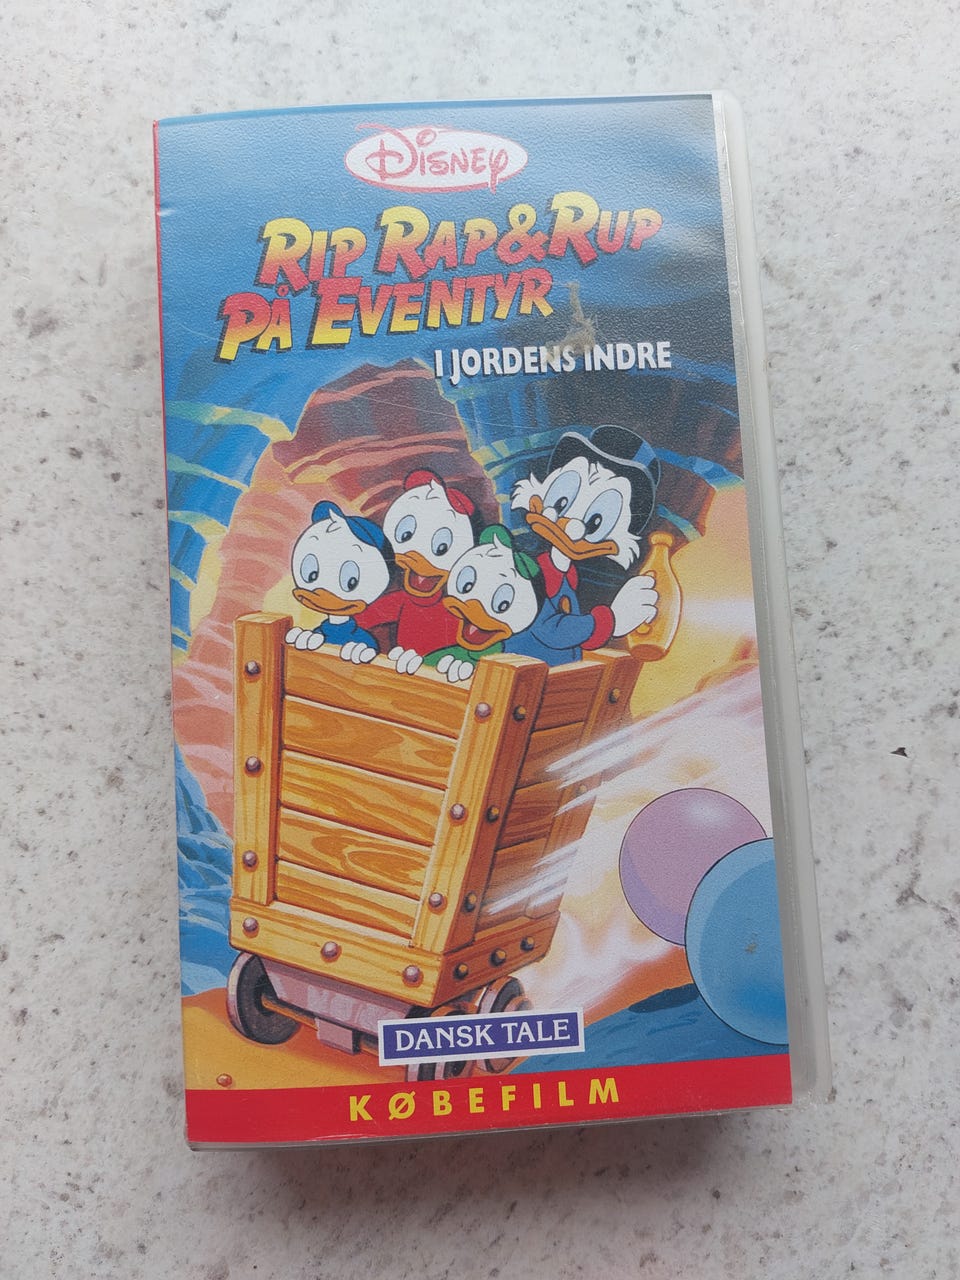 Disney
RIP RAP & RUP
PÅ EVENTYR
I JORDENS INDRE
DANSK TALE
KØBEFILM